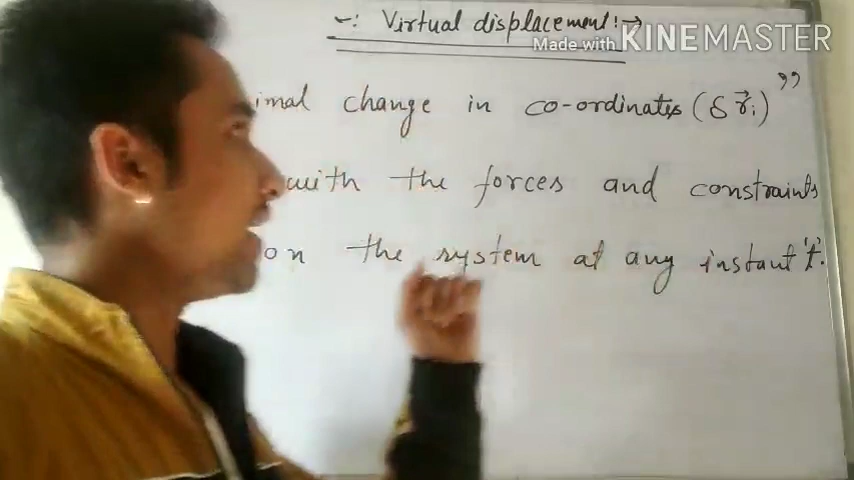 -: Virtual displacement :→
Made with KINEMASTER
imal change in co-ordinates (δr⃗ᵢ)”
with the forces and constraints
on the system at any instant 't'.